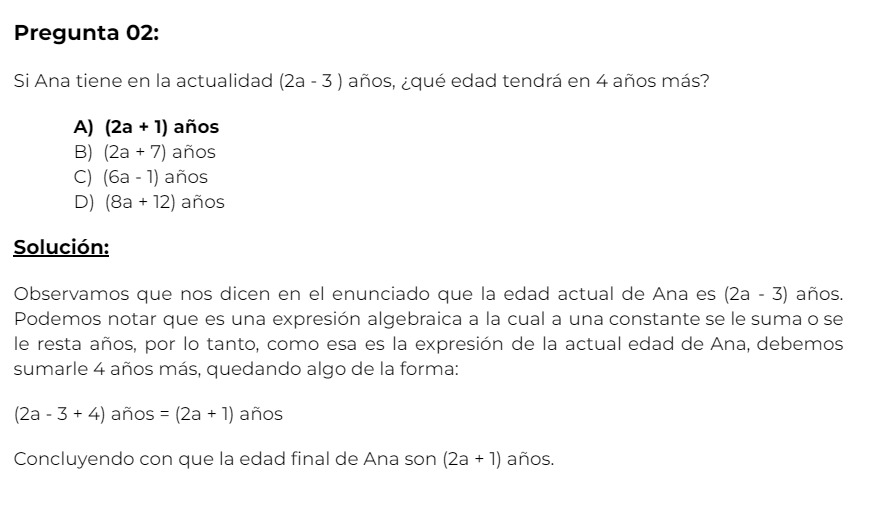 Pregunta 02:
Si Ana tiene en la actualidad (2a - 3 ) años, ¿qué edad tendrá en 4 años más?
A) (2a + 1) años
B) (2a + 7) años
C) (6a - 1) años
D) (8a + 12) años
Solución:
Observamos que nos dicen en el enunciado que la edad actual de Ana es (2a - 3) años.
Podemos notar que es una expresión algebraica a la cual a una constante se le suma o se
le resta años, por lo tanto, como esa es la expresión de la actual edad de Ana, debemos
sumarle 4 años más, quedando algo de la forma:
(2a - 3 + 4) años = (2a + 1) años
Concluyendo con que la edad final de Ana son (2a + 1) años.